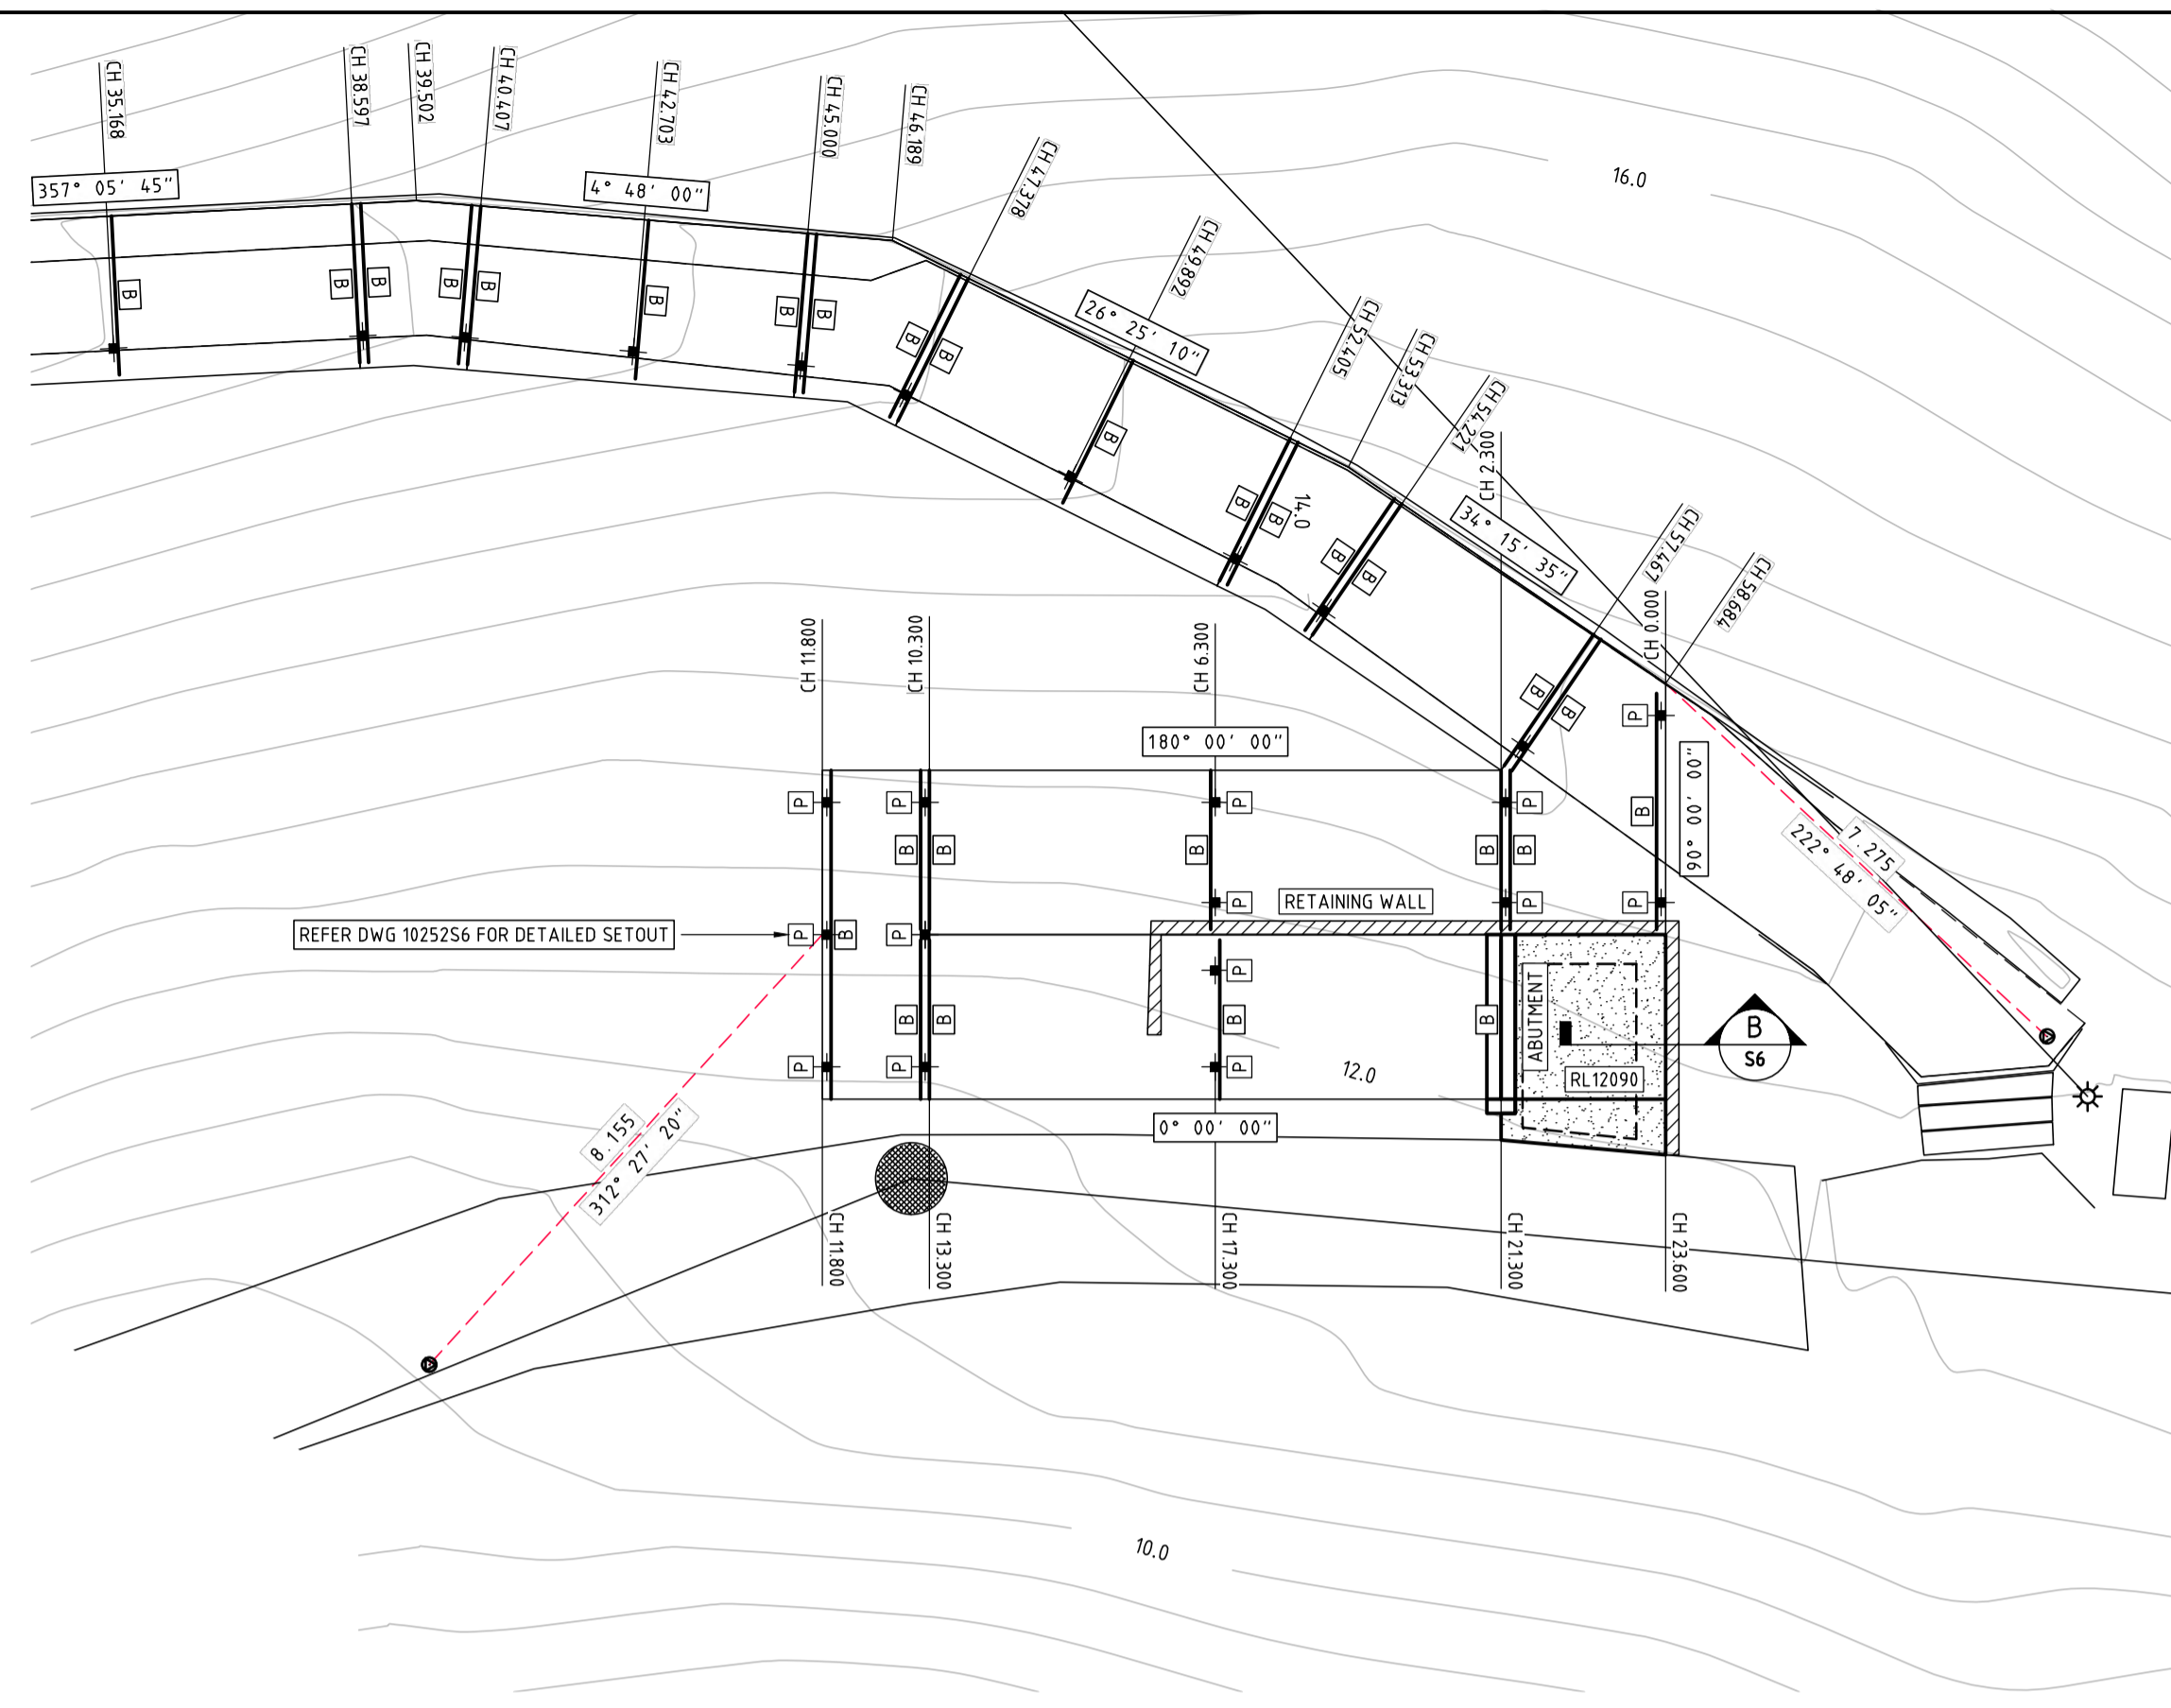 CH 35.168
CH 38.597
CH 39.502
CH 40.407
CH 42.703
CH 45.000
CH 46.189
CH 47.378
CH 49.892
CH 52.405
CH 53.313
CH 54.221
CH 2.300
CH 57.467
CH 0.000
CH 58.684
16.0
357° 05' 45"
4° 48' 00"
26° 25' 10"
34° 15' 35"
B
B
B
B
B
B
B
B
B
B
B
B
B
14.0
B
B
B
B
CH 11.800
CH 10.300
CH 6.300
180° 00' 00"
P
90° 00' 00"
P
P
P
P
B
B
B
B
B
B
B
7.275
222° 48' 05"
RETAINING WALL
P
P
P
REFER DWG 10252S6 FOR DETAILED SETOUT
P
B
P
P
B
B
B
B
ABUTMENT
B
S6
P
P
P
12.0
RL12090
0° 00' 00"
8.155
312° 27' 20"
CH 11.800
CH 13.300
CH 17.300
CH 21.300
CH 23.600
10.0